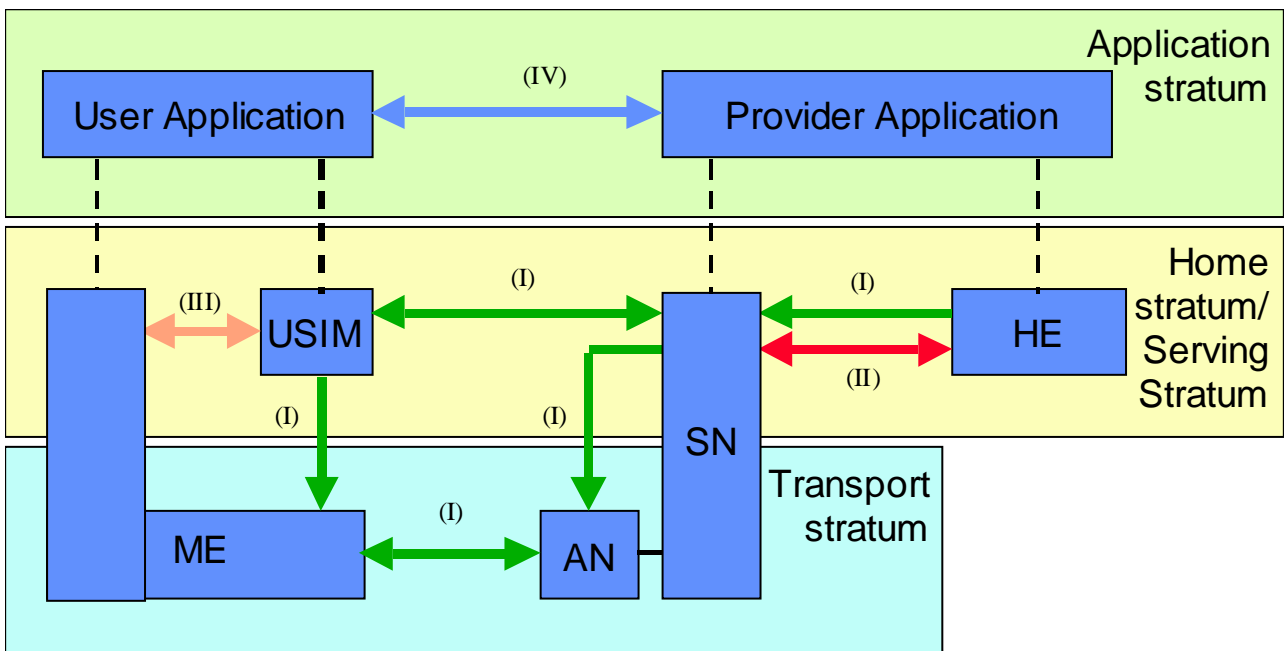 Application
stratum
(IV)
User Application
Provider Application
Home
stratum/
Serving
Stratum
(III)
USIM
(I)
(I)
HE
(II)
(I)
(I)
SN
Transport
stratum
(I)
ME
AN